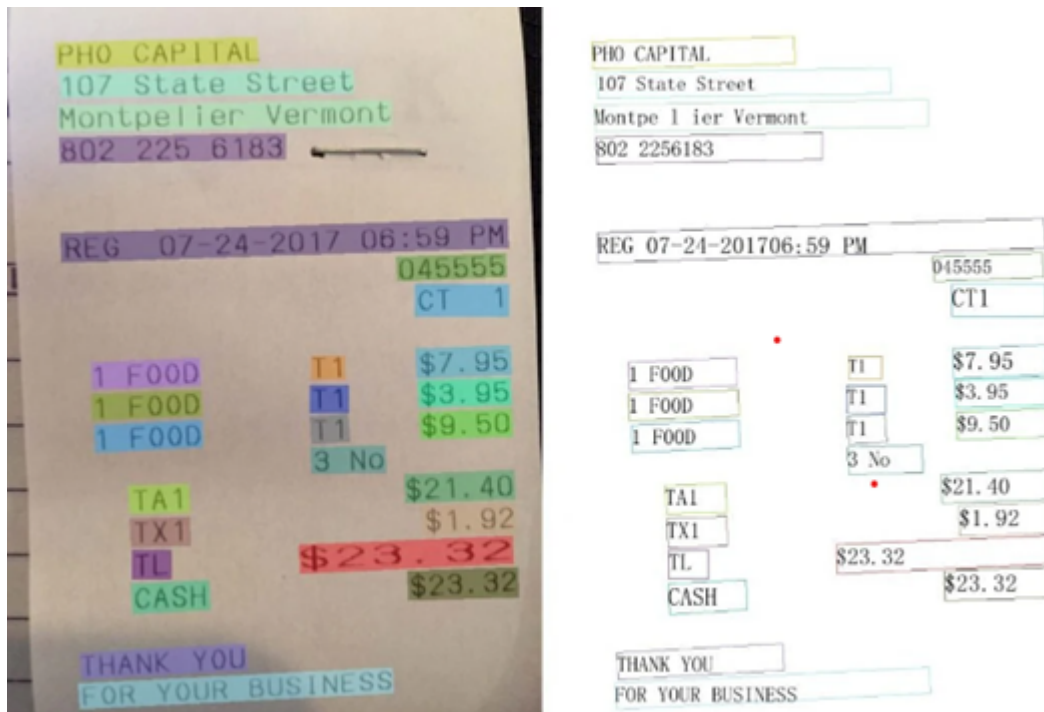 PHO CAPITAL
107 State Street
Montpelier Vermont
802 225 6183
REG 07-24-2017 06:59 PM
045555
CT 1
1 FOOD T1 $7.95
1 FOOD T1 $3.95
1 FOOD T1 $9.50
3 No
TA1 $21.40
TX1 $1.92
TL $23.32
CASH $23.32
THANK YOU
FOR YOUR BUSINESS
PHO CAPITAL
107 State Street
Montpe l ier Vermont
802 2256183
REG 07-24-201706:59 PM
045555
CT1
1 FOOD T1 $7.95
1 FOOD T1 $3.95
1 FOOD T1 $9.50
3 No
TA1 $21.40
TX1 $1.92
TL $23.32
CASH $23.32
THANK YOU
FOR YOUR BUSINESS